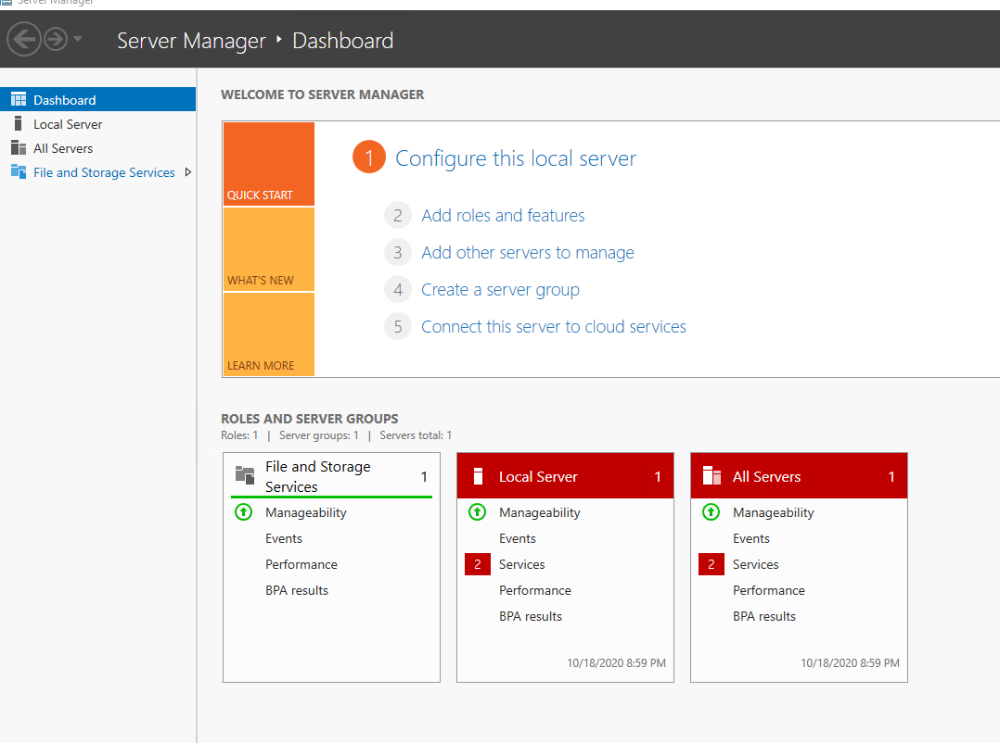 Server Manager
Server Manager ‣ Dashboard
Dashboard
Local Server
All Servers
File and Storage Services
WELCOME TO SERVER MANAGER
QUICK START
WHAT'S NEW
LEARN MORE
1 Configure this local server
2 Add roles and features
3 Add other servers to manage
4 Create a server group
5 Connect this server to cloud services
ROLES AND SERVER GROUPS
Roles: 1 | Server groups: 1 | Servers total: 1
File and Storage
Services
1
Manageability
Events
Performance
BPA results
Local Server 1
Manageability
Events
2 Services
Performance
BPA results
10/18/2020 8:59 PM
All Servers 1
Manageability
Events
2 Services
Performance
BPA results
10/18/2020 8:59 PM